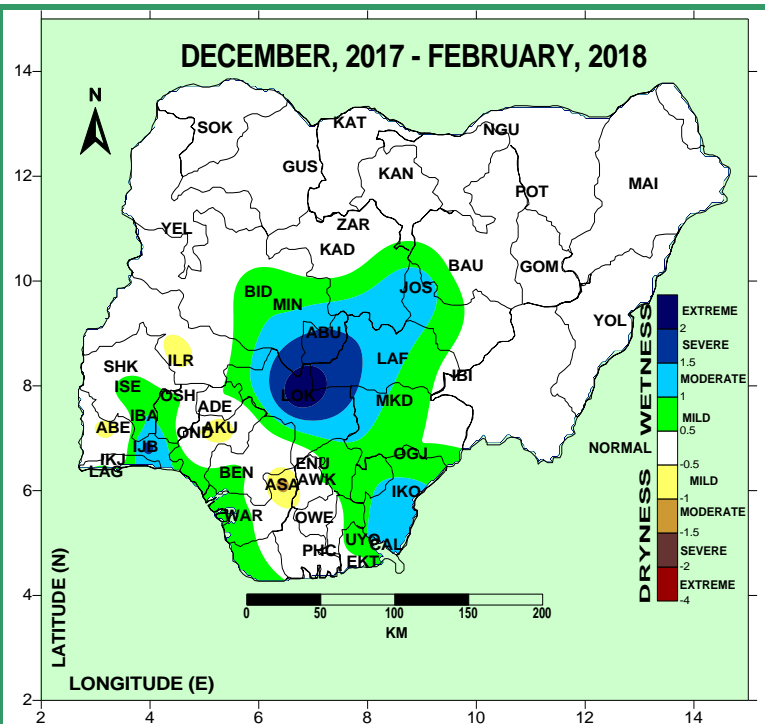 DECEMBER, 2017 - FEBRUARY, 2018
14
12
10
8
6
4
2
2
4
6
8
10
12
14
LATITUDE (N)
LONGITUDE (E)
N
SOK
KAT
NGU
GUS
KAN
POT
MAI
YEL
ZAR
KAD
BAU
GOM
BID
MIN
JOS
YOL
ABU
ILR
SHK
LAF
ISE
OSH
LOK
IBI
ADE
MKD
IBA
ABE
OND
AKU
IJB
IKJ
LAG
BEN
ENU
OGJ
ASA
AWK
IKO
WAR
OWE
UYO
CAL
PHC
EKT
0
50
100
150
200
KM
WETNESS
DRYNESS
EXTREME
2
SEVERE
1.5
MODERATE
1
MILD
0.5
NORMAL
-0.5
MILD
-1
MODERATE
-1.5
SEVERE
-2
EXTREME
-4